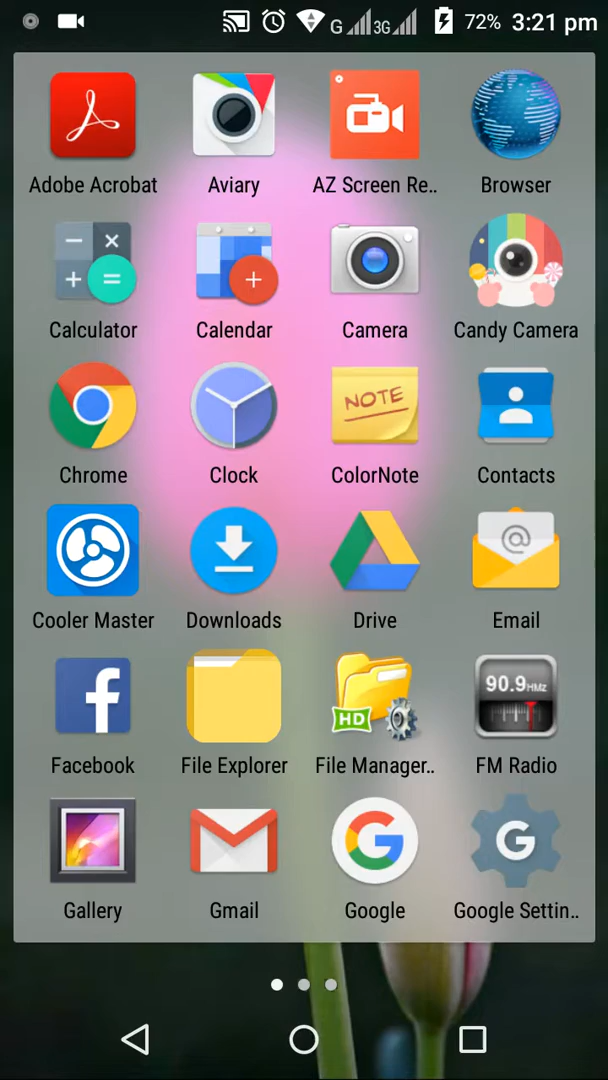 G 3G 72% 3:21 pm
Adobe Acrobat Aviary AZ Screen Re.. Browser
Calculator Calendar Camera Candy Camera
NOTE
Chrome Clock ColorNote Contacts
@
Cooler Master Downloads Drive Email
f HD 90.9HMz
Facebook File Explorer File Manager.. FM Radio
G G
Gallery Gmail Google Google Settin..